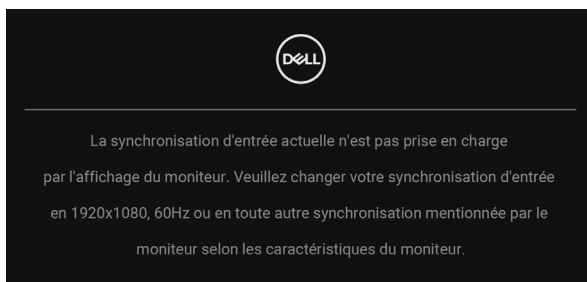 DELL
La synchronisation d'entrée actuelle n'est pas prise en charge
par l'affichage du moniteur. Veuillez changer votre synchronisation d'entrée
en 1920x1080, 60Hz ou en toute autre synchronisation mentionnée par le
moniteur selon les caractéristiques du moniteur.